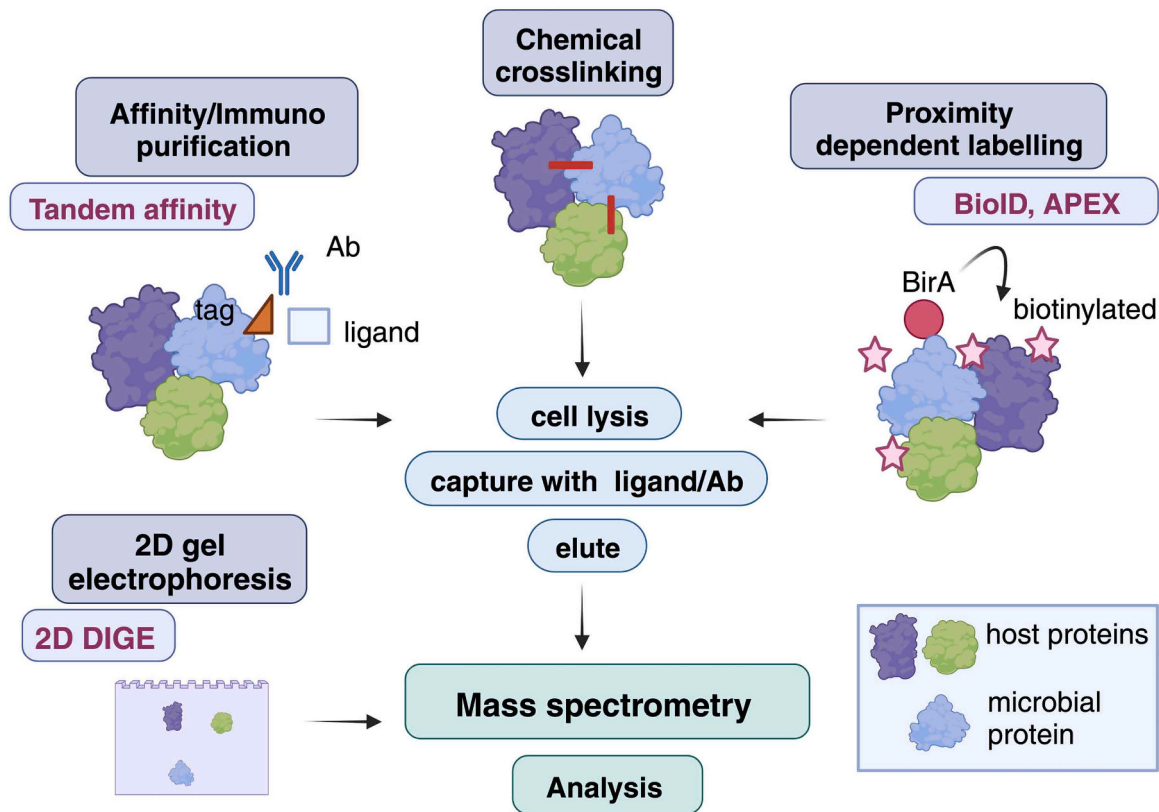 Chemical
crosslinking
Affinity/Immuno
purification
Tandem affinity
Ab
tag
ligand
Proximity
dependent labelling
BioID, APEX
BirA
biotinylated
cell lysis
capture with ligand/Ab
elute
2D gel
electrophoresis
2D DIGE
Mass spectrometry
Analysis
host proteins
microbial
protein